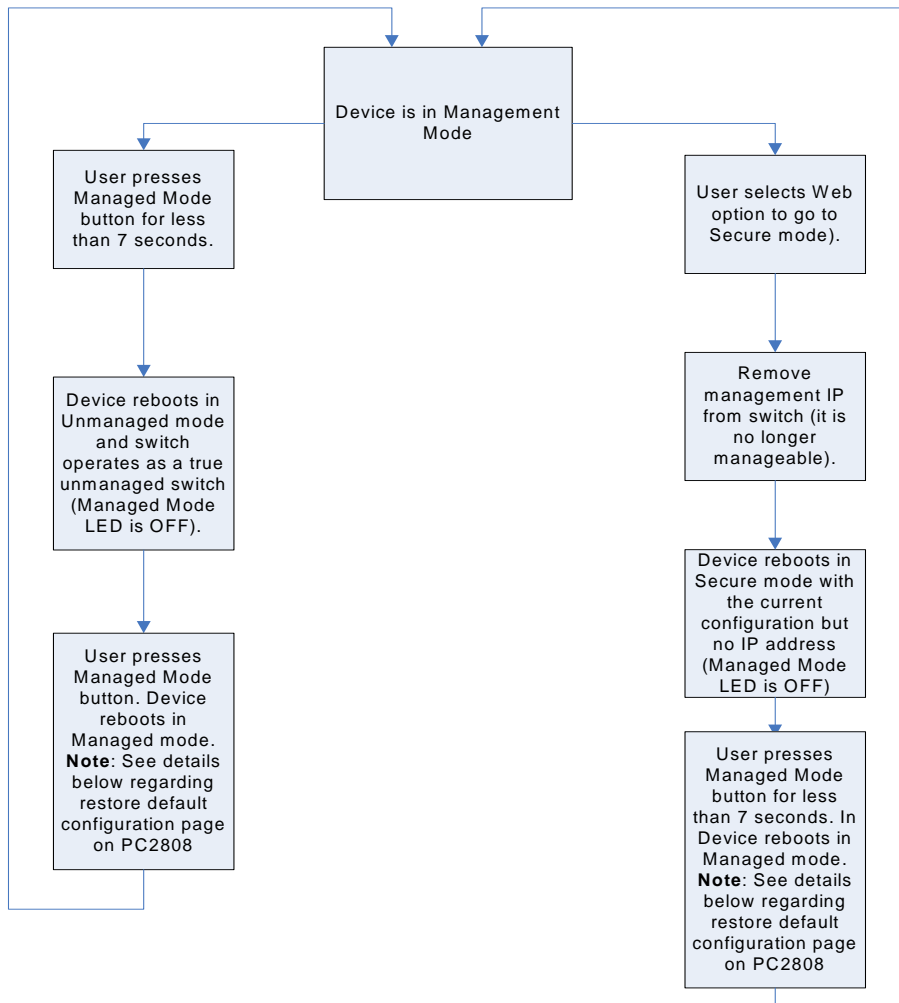 Device is in Management
Mode
User presses
Managed Mode
button for less
than 7 seconds.
Device reboots in
Unmanaged mode
and switch
operates as a true
unmanaged switch
(Managed Mode
LED is OFF).
User presses
Managed Mode
button. Device
reboots in
Managed mode.
Note: See details
below regarding
restore default
configuration page
on PC2808
User selects Web
option to go to
Secure mode).
Remove
management IP
from switch (it is
no longer
manageable).
Device reboots in
Secure mode with
the current
configuration but
no IP address
(Managed Mode
LED is OFF)
User presses
Managed Mode
button for less
than 7 seconds. In
Device reboots in
Managed mode.
Note: See details
below regarding
restore default
configuration page
on PC2808